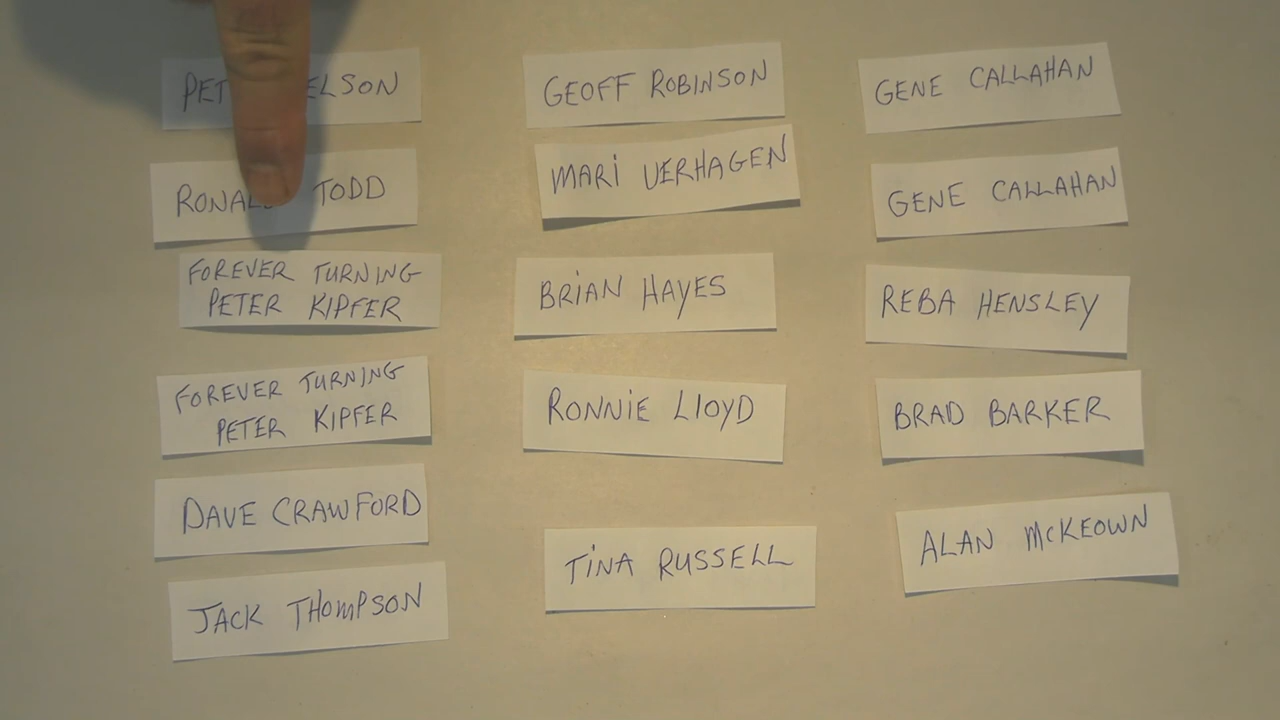 GEOFF ROBINSON
GENE CALLAHAN
TODD
MARI VERHAGEN
GENE CALLAHAN
FOREVER TURNING
PETER KIPFER
BRIAN HAYES
REBA HENSLEY
FOREVER TURNING
PETER KIPFER
RONNIE LLOYD
BRAD BARKER
DAVE CRAWFORD
TINA RUSSELL
ALAN McKEOWN
JACK THOMPSON